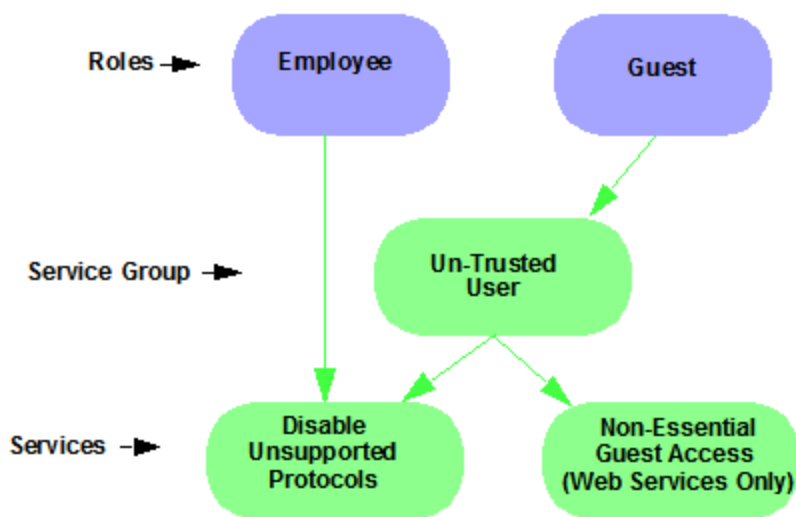 Roles
Employee
Guest
Service Group
Un-Trusted
User
Services
Disable
Unsupported
Protocols
Non-Essential
Guest Access
(Web Services Only)